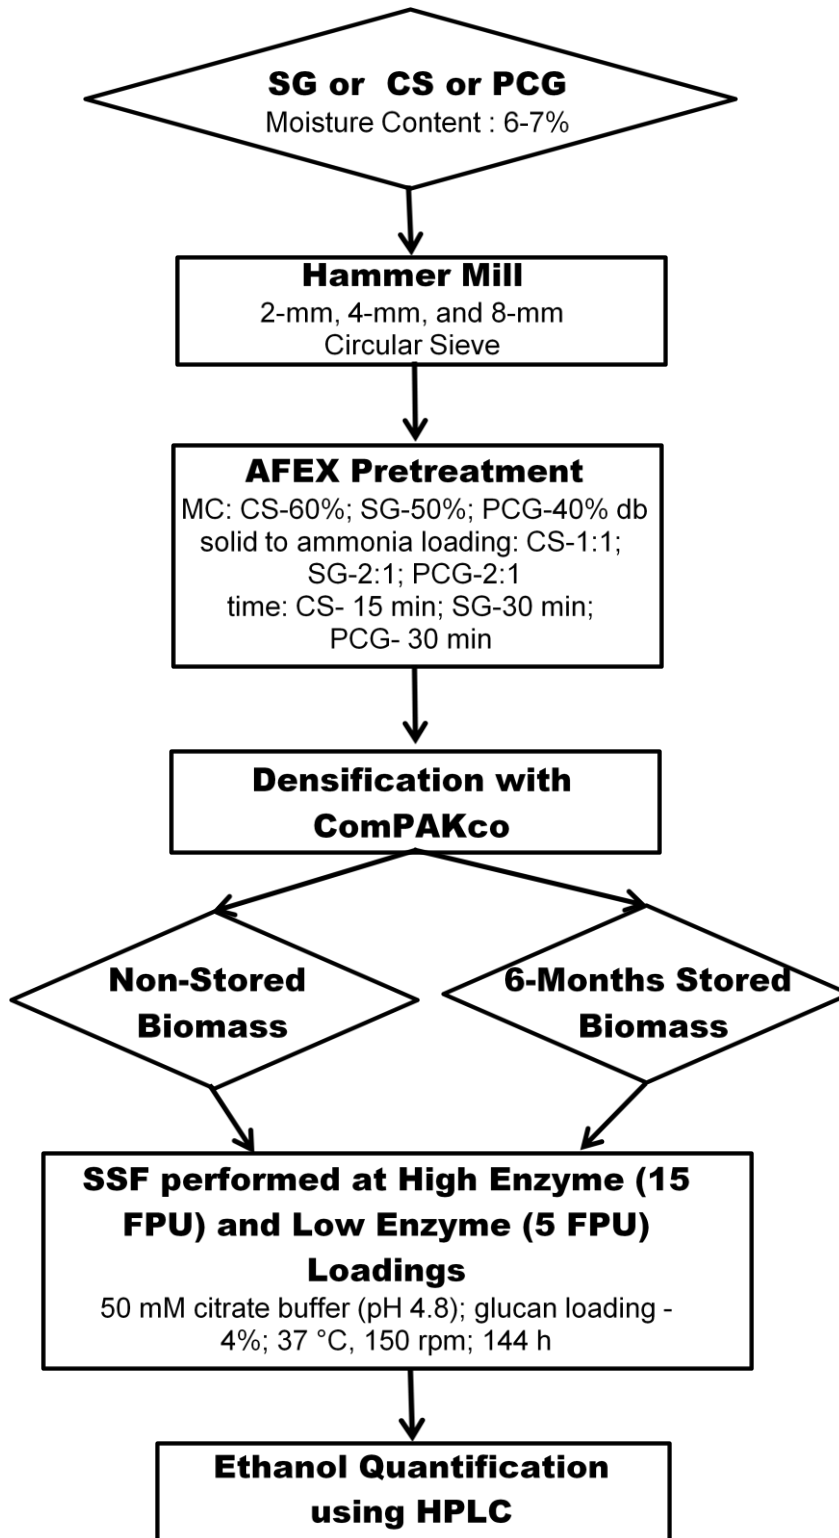 SG or CS or PCG
Moisture Content : 6-7%
Hammer Mill
2-mm, 4-mm, and 8-mm
Circular Sieve
AFEX Pretreatment
MC: CS-60%; SG-50%; PCG-40% db
solid to ammonia loading: CS-1:1;
SG-2:1; PCG-2:1
time: CS- 15 min; SG-30 min;
PCG- 30 min
Densification with
ComPAKco
Non-Stored
Biomass
6-Months Stored
Biomass
SSF performed at High Enzyme (15
FPU) and Low Enzyme (5 FPU)
Loadings
50 mM citrate buffer (pH 4.8); glucan loading -
4%; 37 °C, 150 rpm; 144 h
Ethanol Quantification
using HPLC